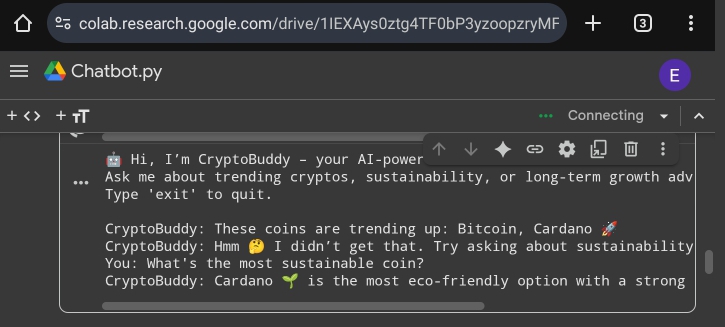 colab.research.google.com/drive/1IEXAys0ztg4TF0bP3yzoopzryMF
3
Chatbot.py
E
+ <> + TT Connecting
🤖 Hi, I’m CryptoBuddy – your AI-power
Ask me about trending cryptos, sustainability, or long-term growth adv
Type 'exit' to quit.
CryptoBuddy: These coins are trending up: Bitcoin, Cardano 🚀
CryptoBuddy: Hmm 🤔 I didn’t get that. Try asking about sustainability
You: What's the most sustainable coin?
CryptoBuddy: Cardano 🌱 is the most eco-friendly option with a strong